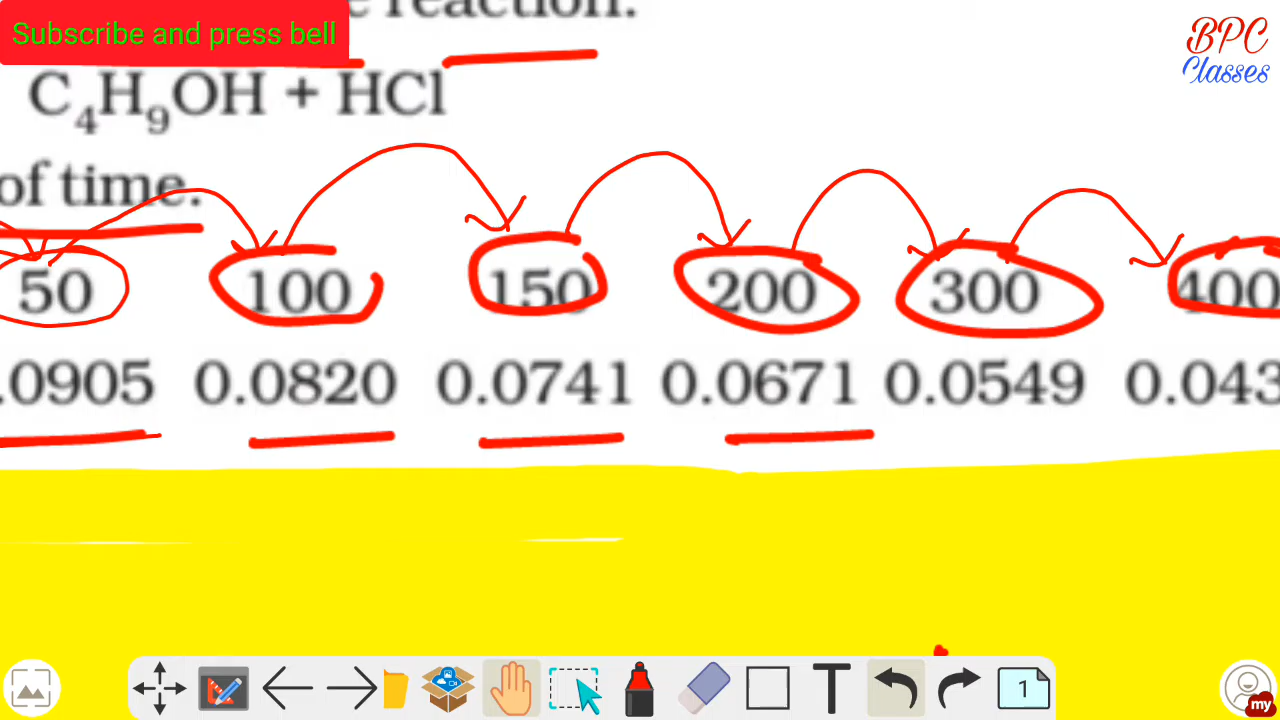 reaction.
Subscribe and press bell
BPC
Classes
C₄H₉OH + HCl
of time.
50 100 150 200 300 400
.0905 0.0820 0.0741 0.0671 0.0549 0.043
T 1
my